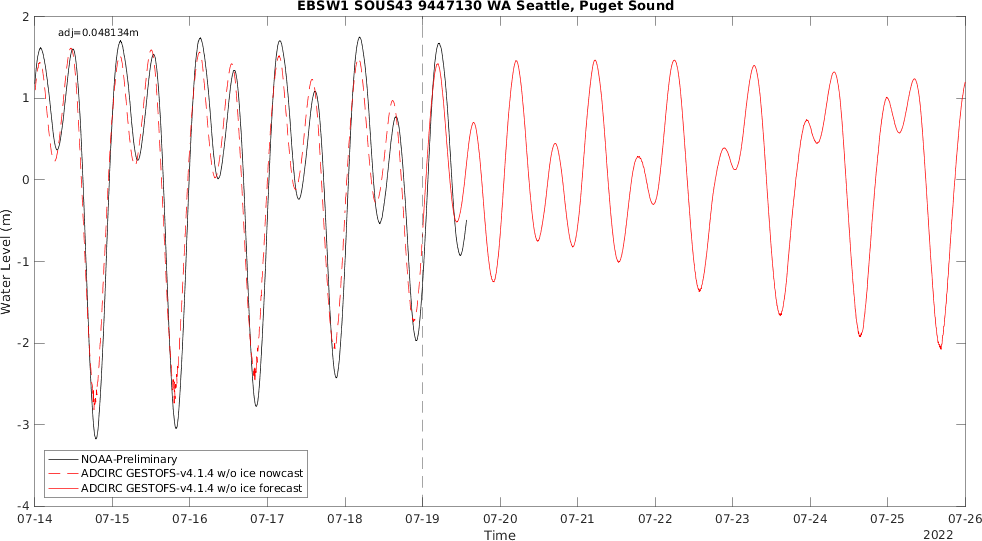 EBSW1 SOUS43 9447130 WA Seattle, Puget Sound
adj=0.048134m
2
1
0
-1
-2
-3
-4
Water Level (m)
NOAA-Preliminary
ADCIRC GESTOFS-v4.1.4 w/o ice nowcast
ADCIRC GESTOFS-v4.1.4 w/o ice forecast
07-14 07-15 07-16 07-17 07-18 07-19 07-20 07-21 07-22 07-23 07-24 07-25 07-26
Time
2022